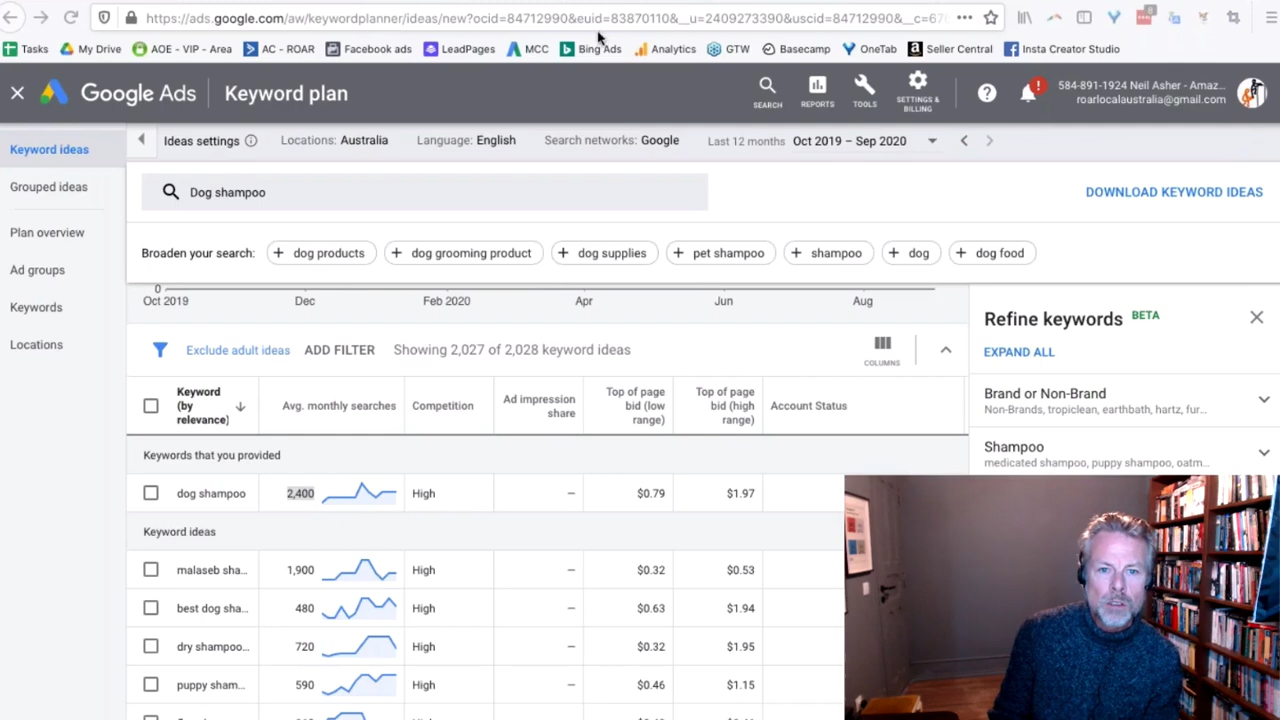 https://ads.google.com/aw/keywordplanner/ideas/new?ocid=84712990&euid=83870110&__u=2409273390&uscid=84712990&__c=67
8
Tasks My Drive AOE - VIP - Area AC - ROAR Facebook ads LeadPages MCC Bing Ads Analytics GTW Basecamp OneTab Seller Central Insta Creator Studio
Google Ads Keyword plan
SEARCH REPORTS TOOLS SETTINGS & BILLING
584-891-1924 Neil Asher - Amaz...
roarlocalaustralia@gmail.com
Keyword ideas
Grouped ideas
Plan overview
Ad groups
Keywords
Locations
Ideas settings Locations: Australia Language: English Search networks: Google Last 12 months Oct 2019 – Sep 2020
Dog shampoo
DOWNLOAD KEYWORD IDEAS
Broaden your search: + dog products + dog grooming product + dog supplies + pet shampoo + shampoo + dog + dog food
0
Oct 2019 Dec Feb 2020 Apr Jun Aug
Exclude adult ideas ADD FILTER Showing 2,027 of 2,028 keyword ideas
COLUMNS
Keyword (by relevance) Avg. monthly searches Competition Ad impression share Top of page bid (low range) Top of page bid (high range) Account Status
Keywords that you provided
dog shampoo 2,400 High – $0.79 $1.97
Keyword ideas
malaseb sha... 1,900 High – $0.32 $0.53
best dog sha... 480 High – $0.63 $1.94
dry shampoo... 720 High – $0.32 $1.95
puppy sham... 590 High – $0.46 $1.15
Refine keywords BETA
EXPAND ALL
Brand or Non-Brand
Non-Brands, tropiclean, earthbath, hartz, fur...
Shampoo
medicated shampoo, puppy shampoo, oatm...